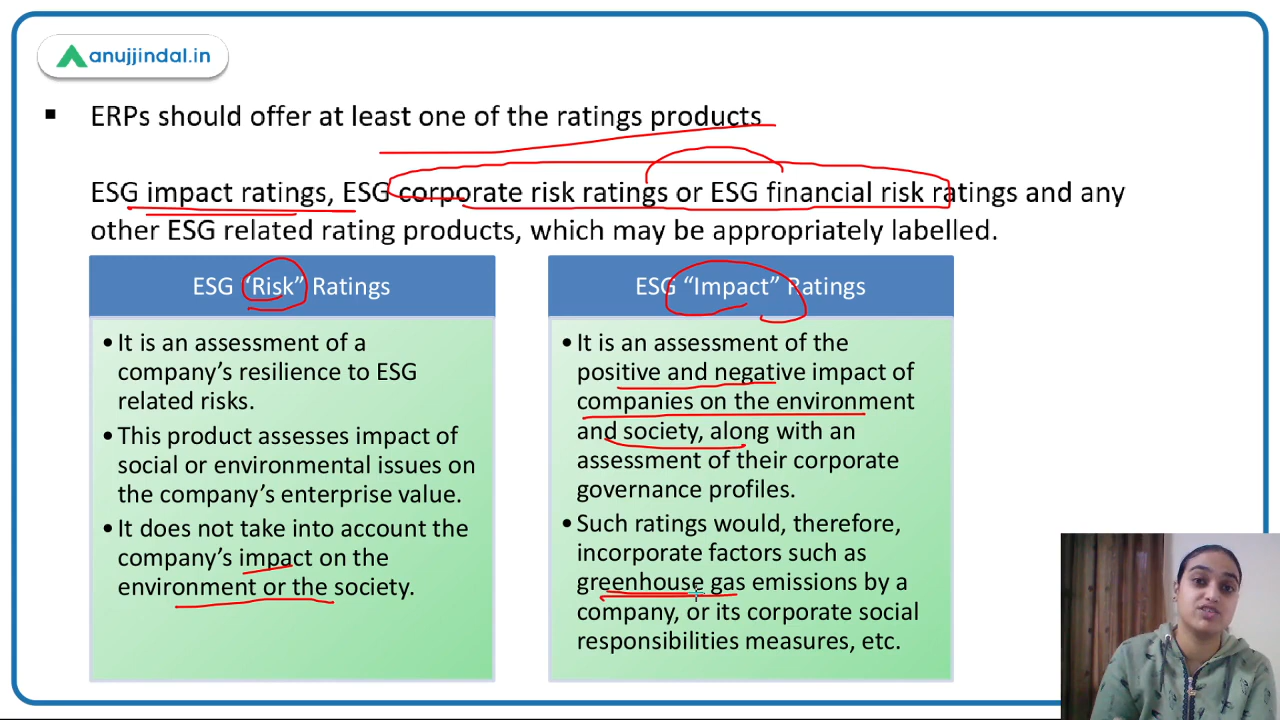 anujjindal.in
▪ ERPs should offer at least one of the ratings products
ESG impact ratings, ESG corporate risk ratings or ESG financial risk ratings and any
other ESG related rating products, which may be appropriately labelled.
ESG ‘Risk” Ratings
•It is an assessment of a
company’s resilience to ESG
related risks.
•This product assesses impact of
social or environmental issues on
the company’s enterprise value.
•It does not take into account the
company’s impact on the
environment or the society.
ESG “Impact” Ratings
•It is an assessment of the
positive and negative impact of
companies on the environment
and society, along with an
assessment of their corporate
governance profiles.
•Such ratings would, therefore,
incorporate factors such as
greenhouse gas emissions by a
company, or its corporate social
responsibilities measures, etc.